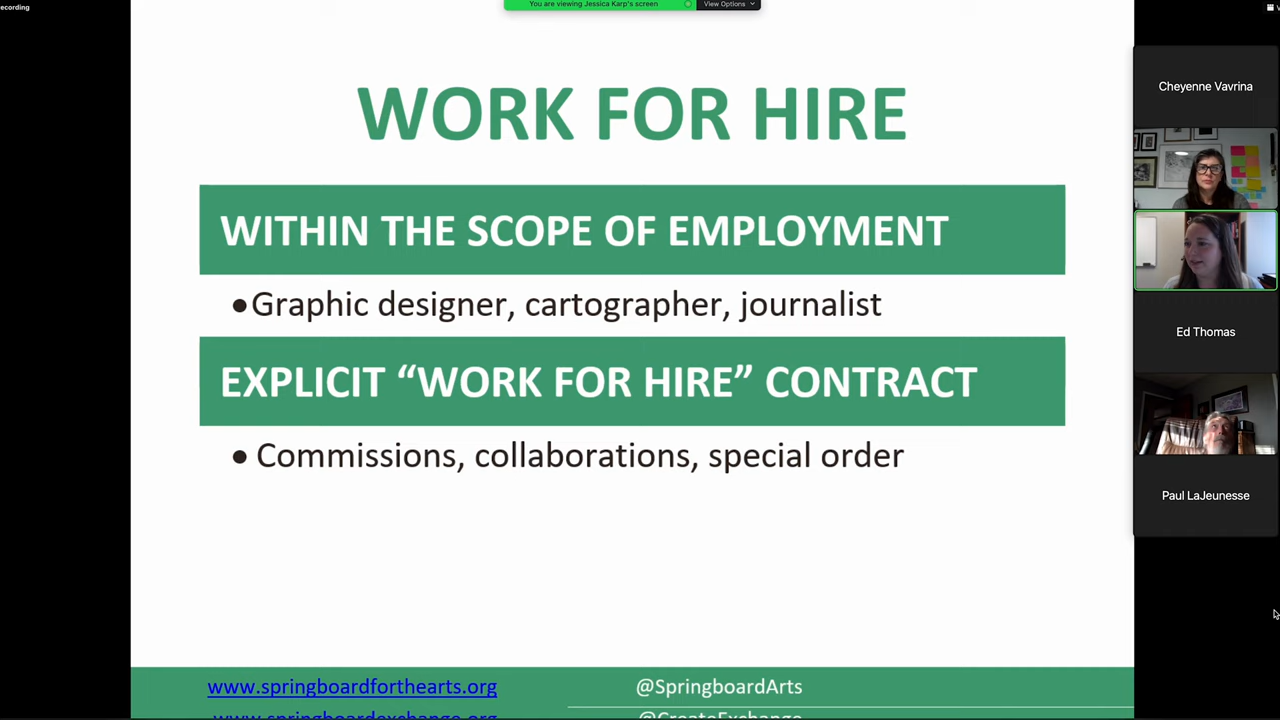 recording
You are viewing Jessica Karp's screen
View Options
WORK FOR HIRE
WITHIN THE SCOPE OF EMPLOYMENT
•Graphic designer, cartographer, journalist
EXPLICIT “WORK FOR HIRE” CONTRACT
• Commissions, collaborations, special order
www.springboardforthearts.org
@SpringboardArts
www.springboardexchange.org
@CreateExchange
Cheyenne Vavrina
Ed Thomas
Paul LaJeunesse